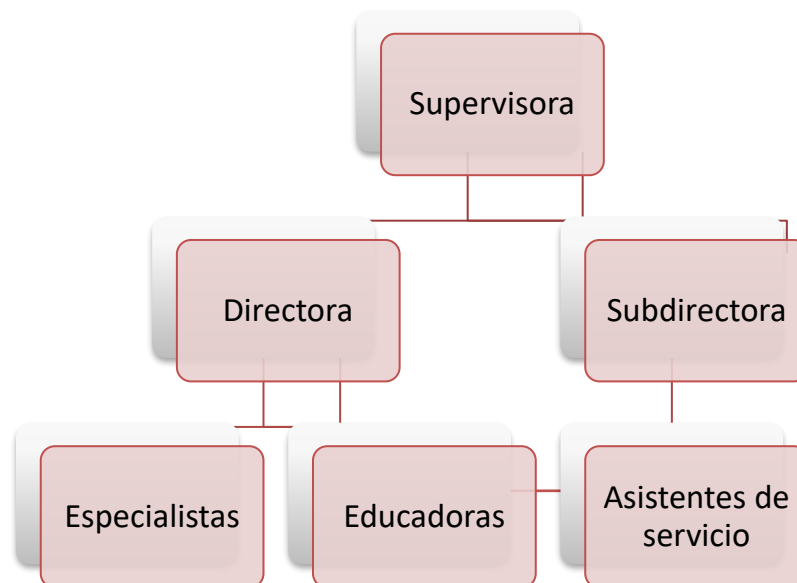 Supervisora
Directora
Subdirectora
Especialistas
Educadoras
Asistentes de
servicio